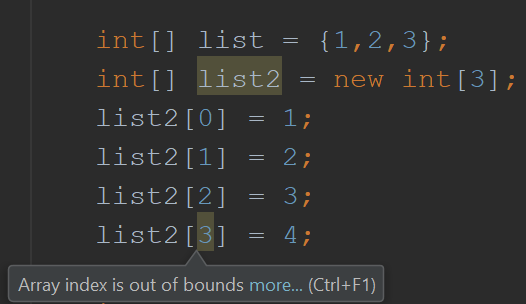 int[] list = {1,2,3};
int[] list2 = new int[3];
list2[0] = 1;
list2[1] = 2;
list2[2] = 3;
list2[3] = 4;
Array index is out of bounds more... (Ctrl+F1)